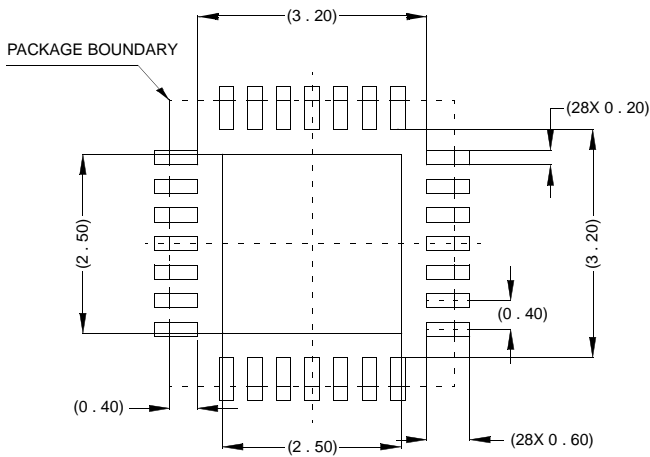 (3 . 20)
PACKAGE BOUNDARY
(28X 0 . 20)
(2 . 50)
(3 . 20)
(0 . 40)
(0 . 40)
(2 . 50)
(28X 0 . 60)